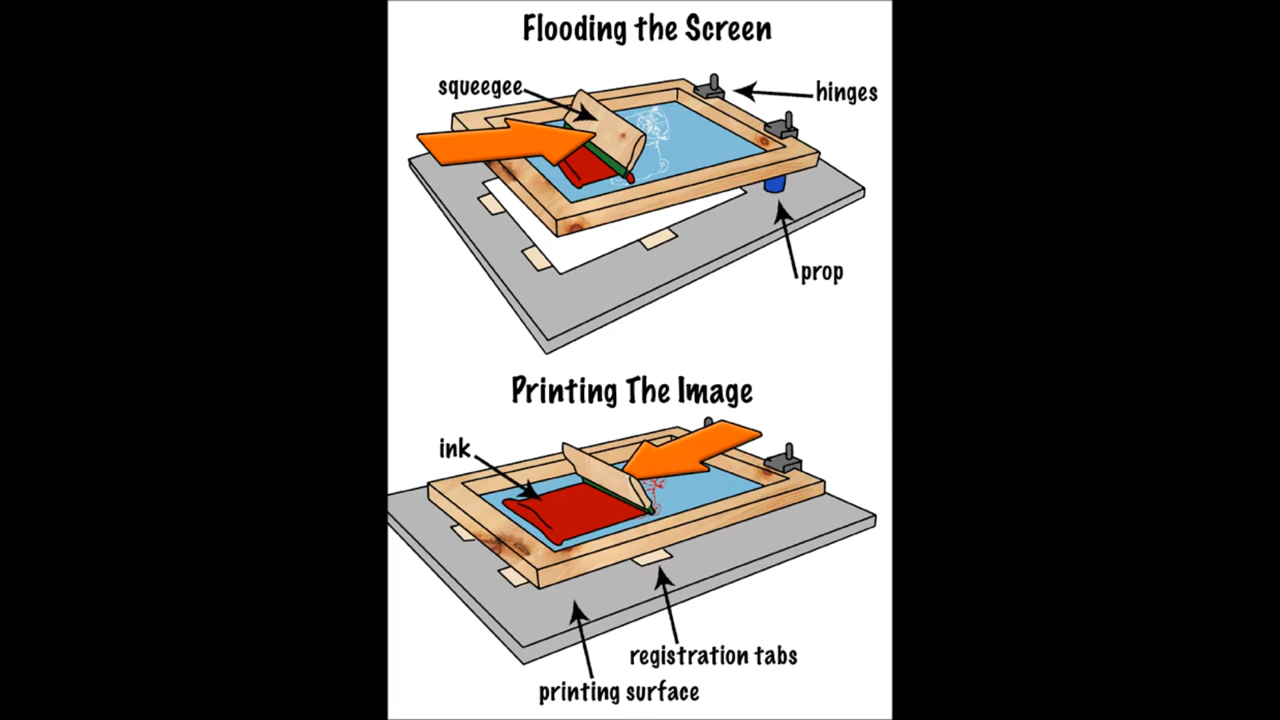 Flooding the Screen
squeegee
hinges
prop
Printing The Image
ink
registration tabs
printing surface